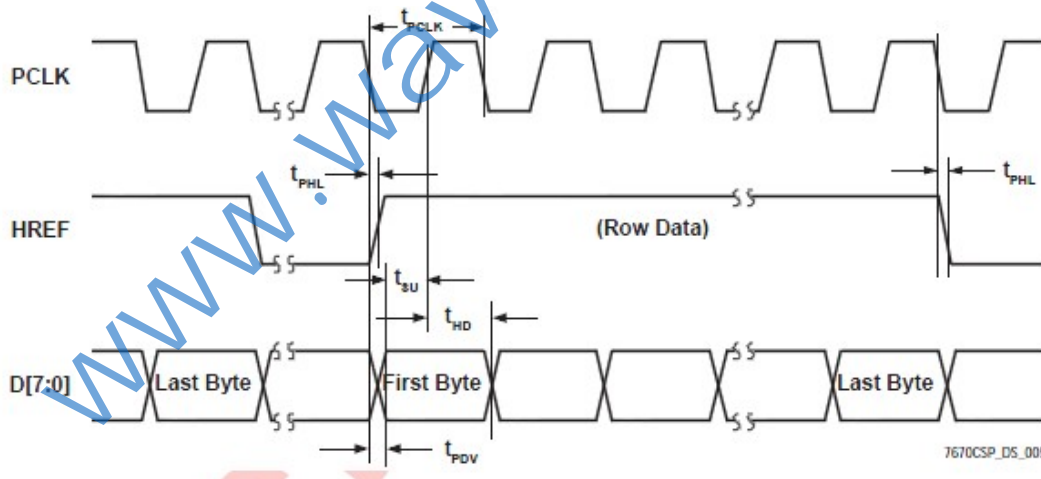 tPCLK
PCLK
tPHL
tPHL
HREF
(Row Data)
tSU
tHD
D[7:0]
Last Byte
First Byte
Last Byte
tPDV
7670CSP_DS_005
www.wav